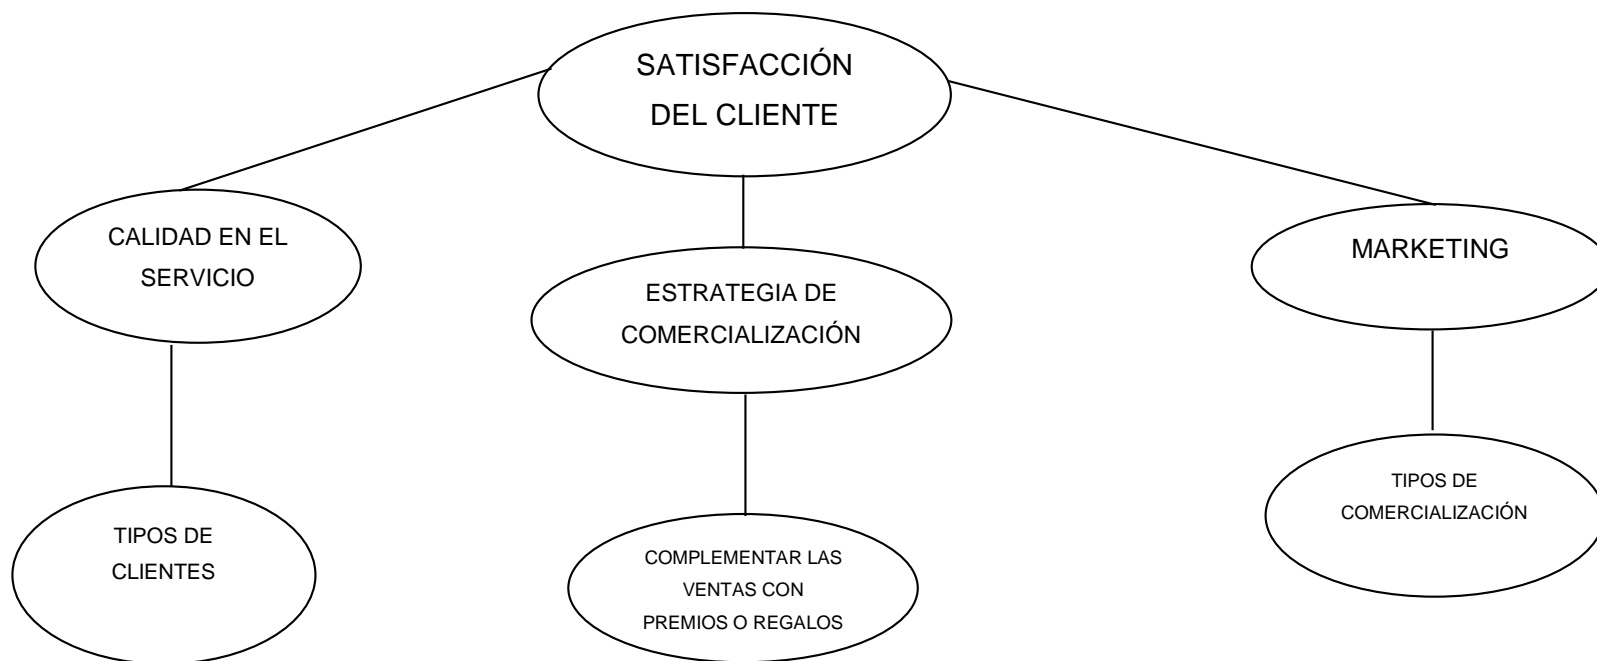 SATISFACCIÓN
DEL CLIENTE
CALIDAD EN EL
SERVICIO
ESTRATEGIA DE
COMERCIALIZACIÓN
MARKETING
TIPOS DE
CLIENTES
COMPLEMENTAR LAS
VENTAS CON
PREMIOS O REGALOS
TIPOS DE
COMERCIALIZACIÓN